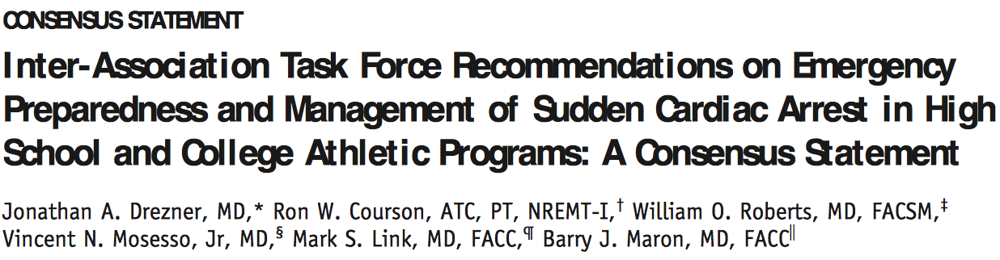 CONSENSUS STATEMENT
Inter-Association Task Force Recommendations on Emergency
Preparedness and Management of Sudden Cardiac Arrest in High
School and College Athletic Programs: A Consensus Statement
Jonathan A. Drezner, MD,* Ron W. Courson, ATC, PT, NREMT-I,† William O. Roberts, MD, FACSM,‡
Vincent N. Mosesso, Jr, MD,§ Mark S. Link, MD, FACC,¶ Barry J. Maron, MD, FACC‖